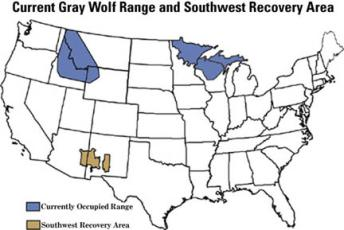 Current Gray Wolf Range and Southwest Recovery Area
Currently Occupied Range
Southwest Recovery Area